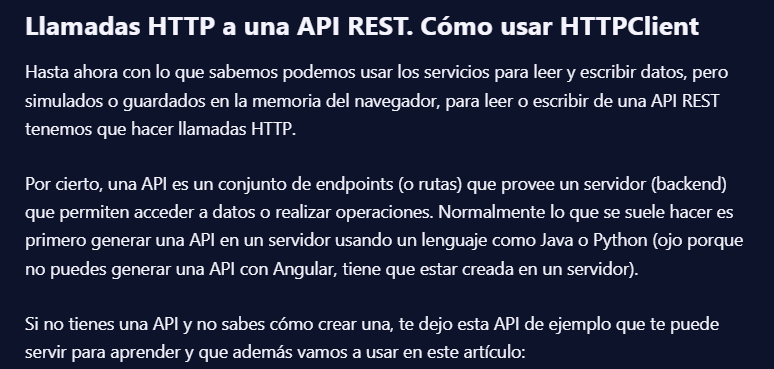 Llamadas HTTP a una API REST. Cómo usar HTTPClient
Hasta ahora con lo que sabemos podemos usar los servicios para leer y escribir datos, pero
simulados o guardados en la memoria del navegador, para leer o escribir de una API REST
tenemos que hacer llamadas HTTP.
Por cierto, una API es un conjunto de endpoints (o rutas) que provee un servidor (backend)
que permiten acceder a datos o realizar operaciones. Normalmente lo que se suele hacer es
primero generar una API en un servidor usando un lenguaje como Java o Python (ojo porque
no puedes generar una API con Angular, tiene que estar creada en un servidor).
Si no tienes una API y no sabes cómo crear una, te dejo esta API de ejemplo que te puede
servir para aprender y que además vamos a usar en este artículo: